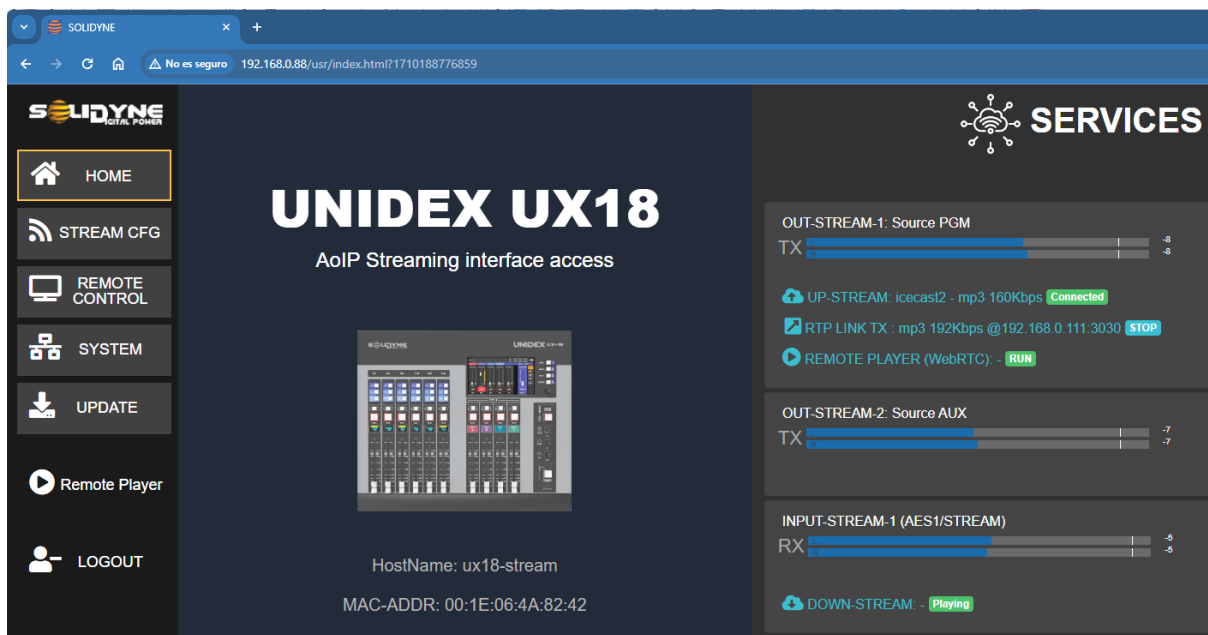 SOLIDYNE
No es seguro 192.168.0.88/usr/index.html?1710188776859
SOLIDYNE
DIGITAL POWER
HOME
STREAM CFG
REMOTE
CONTROL
SYSTEM
UPDATE
Remote Player
LOGOUT
UNIDEX UX18
AoIP Streaming interface access
SOLIDYNE UNIDEX UX-18
HostName: ux18-stream
MAC-ADDR: 00:1E:06:4A:82:42
SERVICES
OUT-STREAM-1: Source PGM
TX L -8
R -8
UP-STREAM: icecast2 - mp3 160Kbps Connected
RTP LINK TX : mp3 192Kbps @192.168.0.111:3030 STOP
REMOTE PLAYER (WebRTC): - RUN
OUT-STREAM-2: Source AUX
TX L -7
R -7
INPUT-STREAM-1 (AES1/STREAM)
RX L -5
R -5
DOWN-STREAM: - Playing